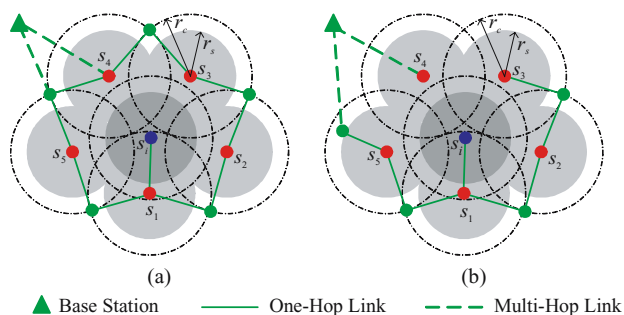 r_c r_s r_c r_s
s_4 s_3 s_4 s_3
s_i s_i
s_5 s_2 s_5 s_2
s_1 s_1
(a) (b)
Base Station One-Hop Link Multi-Hop Link